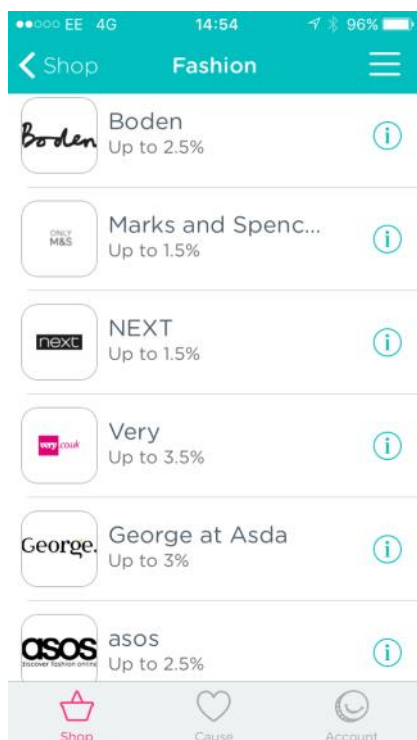 EE 4G 14:54 96%
Shop Fashion
Boden
Boden
Up to 2.5%
ONLY
M&S
Marks and Spenc...
Up to 1.5%
next
NEXT
Up to 1.5%
very.co.uk
Very
Up to 3.5%
George.
George at Asda
Up to 3%
asos
discover fashion online
asos
Up to 2.5%
Shop Cause Account